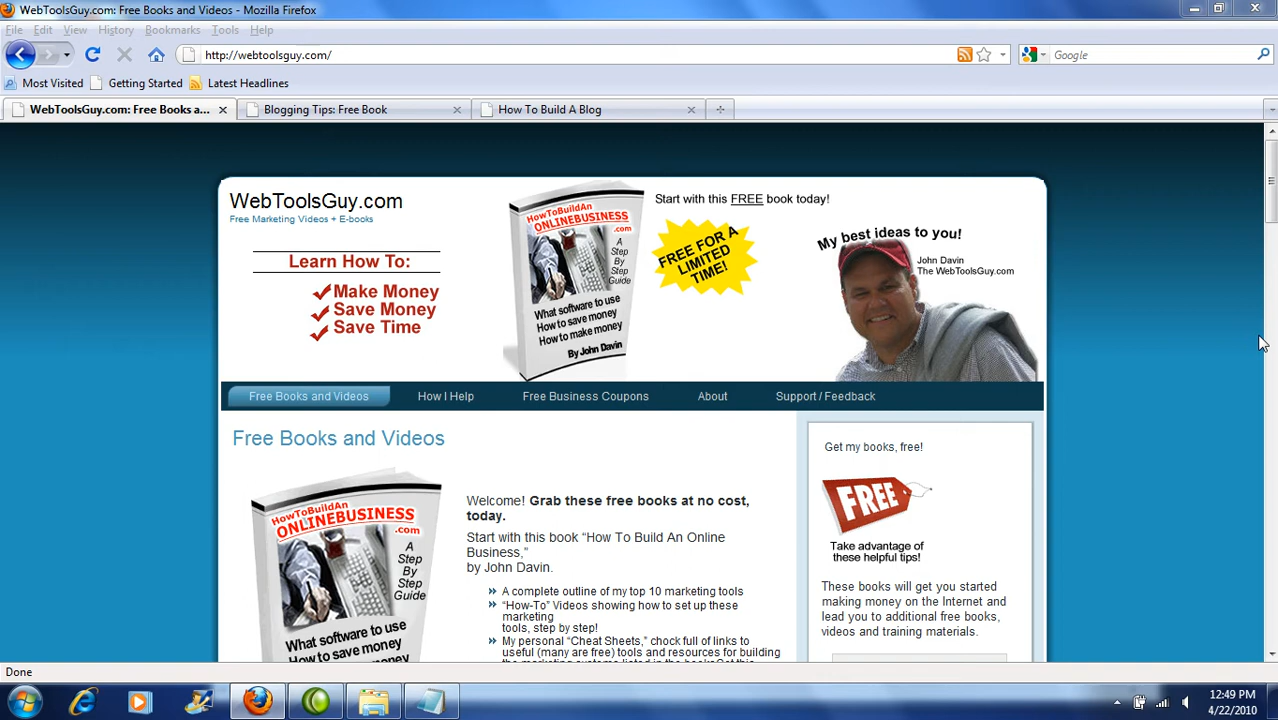 WebToolsGuy.com: Free Books and Videos - Mozilla Firefox
File Edit View History Bookmarks Tools Help
http://webtoolsguy.com/
Google
Most Visited Getting Started Latest Headlines
WebToolsGuy.com: Free Books a...
Blogging Tips: Free Book
How To Build A Blog
WebToolsGuy.com
Free Marketing Videos + E-books
Learn How To:
Make Money
Save Money
Save Time
HowToBuildAn
ONLINEBUSINESS
.com
A
Step
By
Step
Guide
What software to use
How to save money
How to make money
By John Davin
Start with this FREE book today!
FREE FOR A
LIMITED
TIME!
My best ideas to you!
John Davin
The WebToolsGuy.com
Free Books and Videos How I Help Free Business Coupons About Support / Feedback
Free Books and Videos
HowToBuildAn
ONLINEBUSINESS
.com
A
Step
By
Step
Guide
What software to use
How to save money
Welcome! Grab these free books at no cost,
today.
Start with this book “How To Build An Online
Business,”
by John Davin.
A complete outline of my top 10 marketing tools
“How-To” Videos showing how to set up these
marketing
tools, step by step!
My personal “Cheat Sheets,” chock full of links to
useful (many are free) tools and resources for building
the marketing systems listed in the bookGet this
Get my books, free!
FREE
Take advantage of
these helpful tips!
These books will get you started
making money on the Internet and
lead you to additional free books,
videos and training materials.
Done
12:49 PM
4/22/2010